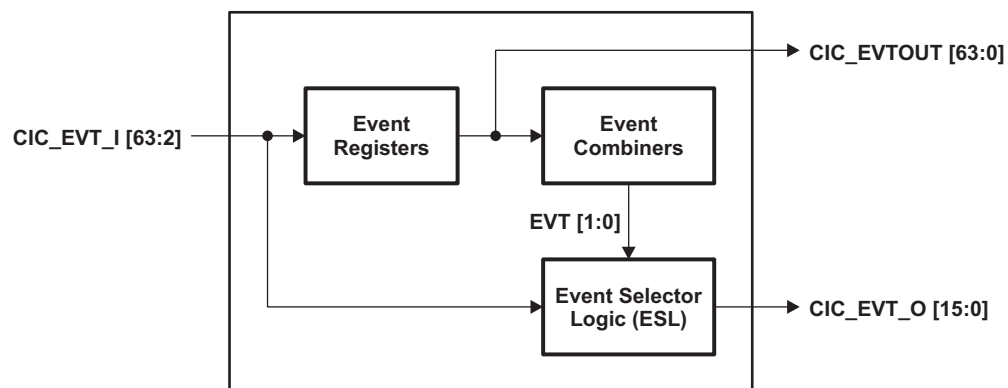 CIC_EVTOUT [63:0]
CIC_EVT_I [63:2]
Event
Registers
Event
Combiners
EVT [1:0]
Event Selector
Logic (ESL)
CIC_EVT_O [15:0]